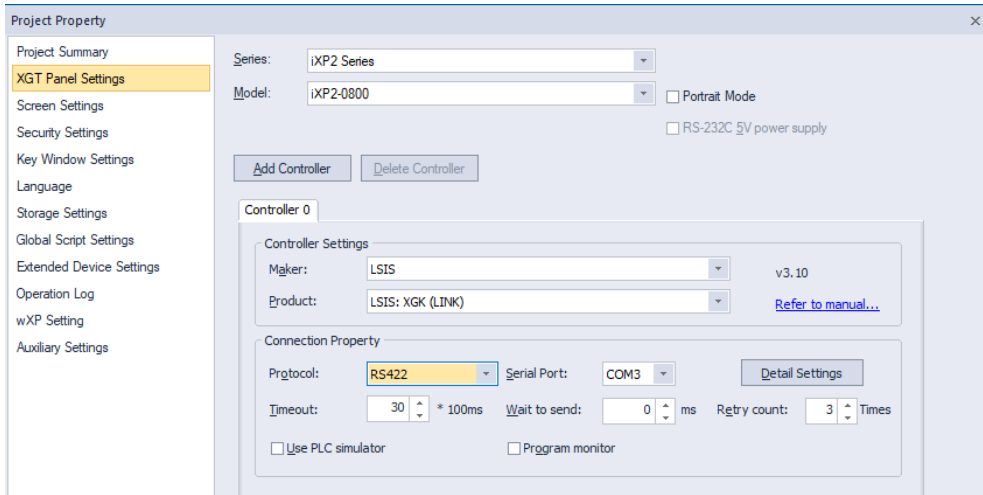 Project Property
Project Summary
XGT Panel Settings
Screen Settings
Security Settings
Key Window Settings
Language
Storage Settings
Global Script Settings
Extended Device Settings
Operation Log
wXP Setting
Auxiliary Settings
Series: iXP2 Series
Model: iXP2-0800 Portrait Mode
RS-232C 5V power supply
Add Controller Delete Controller
Controller 0
Controller Settings
Maker: LSIS v3.10
Product: LSIS: XGK (LINK) Refer to manual...
Connection Property
Protocol: RS422 Serial Port: COM3 Detail Settings
Timeout: 30 * 100ms Wait to send: 0 ms Retry count: 3 Times
Use PLC simulator Program monitor